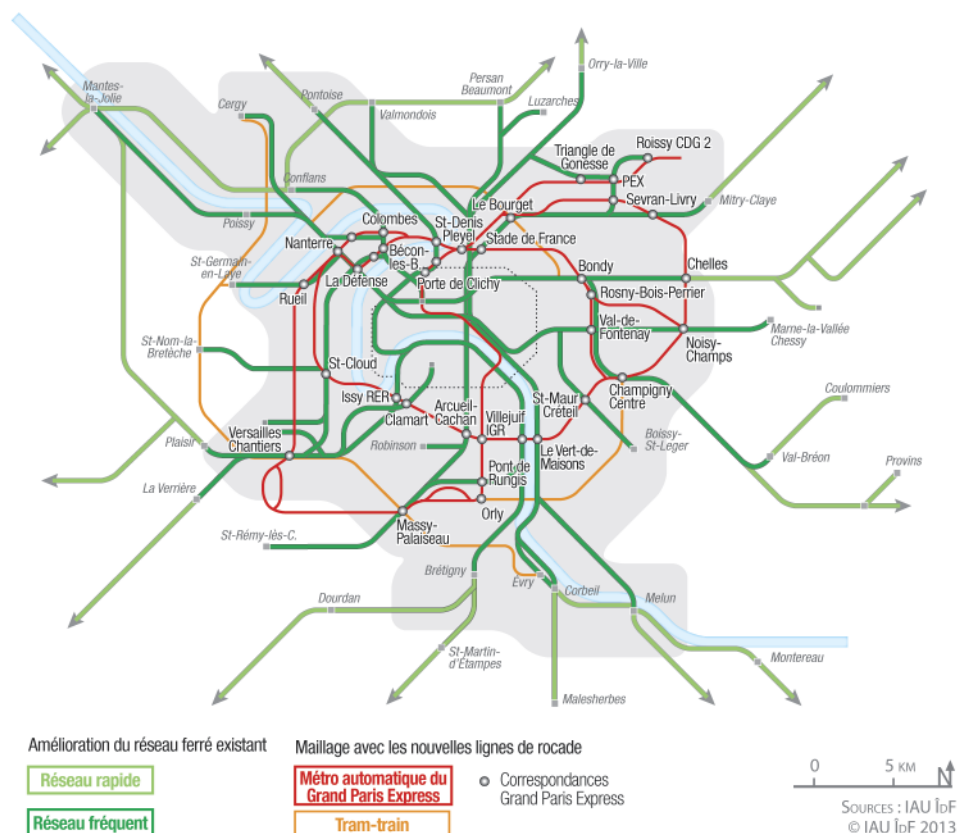 Orry-la-Ville
Persan
Beaumont
Mantes-
la-Jolie
Cergy
Pontoise
Valmondois
Luzarches
Triangle de
Gonesse
Roissy CDG 2
PEX
Conflans
Le Bourget
Sevran-Livry
Mitry-Claye
Poissy
Colombes
St-Denis
Pleyel
Stade de France
Nanterre
Bécon-
les-B.
St-Germain-
en-Laye
La Défense
Porte de Clichy
Bondy
Chelles
Rueil
Rosny-Bois-Perrier
Val-de-
Fontenay
Marne-la-Vallée
Chessy
Noisy-
Champs
St-Nom-la-
Bretèche
St-Cloud
Issy RER
Clamart
Arcueil-
Cachan
Villejuif
IGR
St-Maur
Créteil
Champigny
Centre
Coulommiers
Versailles
Chantiers
Plaisir
Robinson
Le Vert-de-
Maisons
Boissy-
St-Leger
Val-Bréon
Provins
La Verrière
Pont de
Rungis
Orly
Massy-
Palaiseau
St-Rémy-lès-C.
Brétigny
Évry
Corbeil
Melun
Dourdan
St-Martin-
d'Étampes
Malesherbes
Montereau
Amélioration du réseau ferré existant
Réseau rapide
Réseau fréquent
Maillage avec les nouvelles lignes de rocade
Métro automatique du
Grand Paris Express
Tram-train
Correspondances
Grand Paris Express
0 5 KM
N
SOURCES : IAU ÎDF
© IAU ÎDF 2013